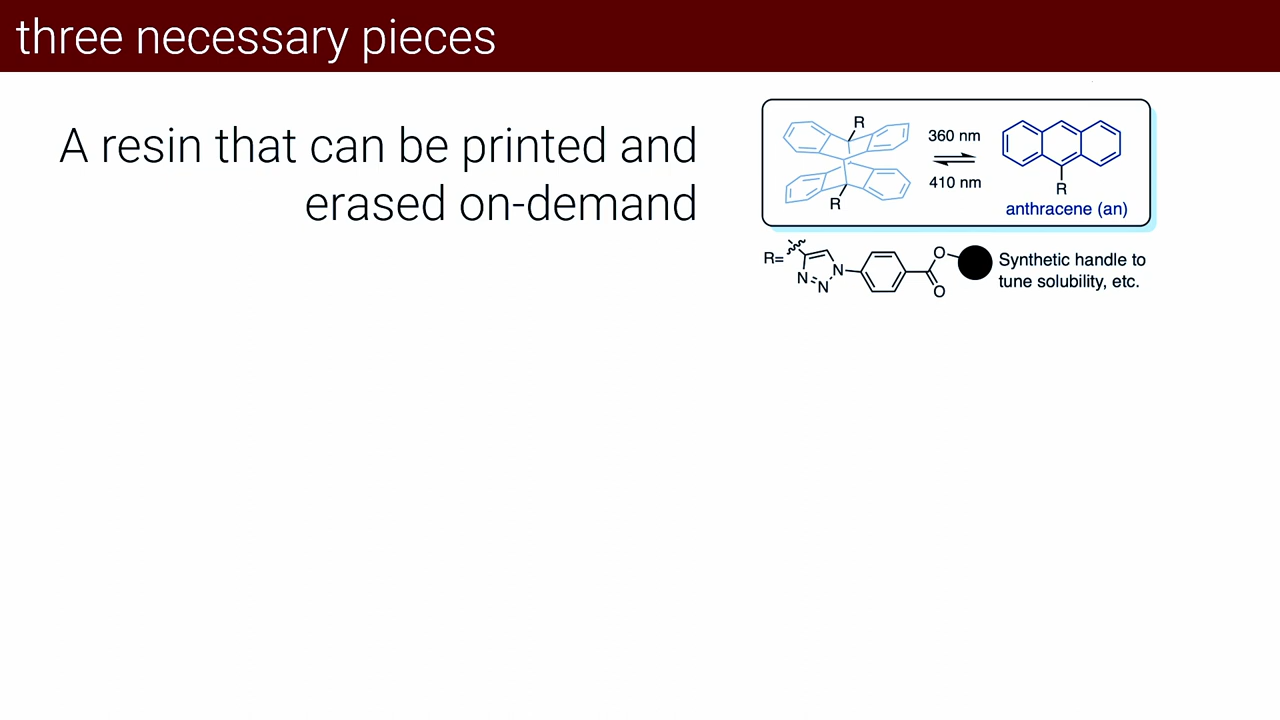 three necessary pieces
A resin that can be printed and
erased on-demand
R
360 nm
410 nm
R
R
anthracene (an)
R=
N
N
N
O
O
Synthetic handle to
tune solubility, etc.